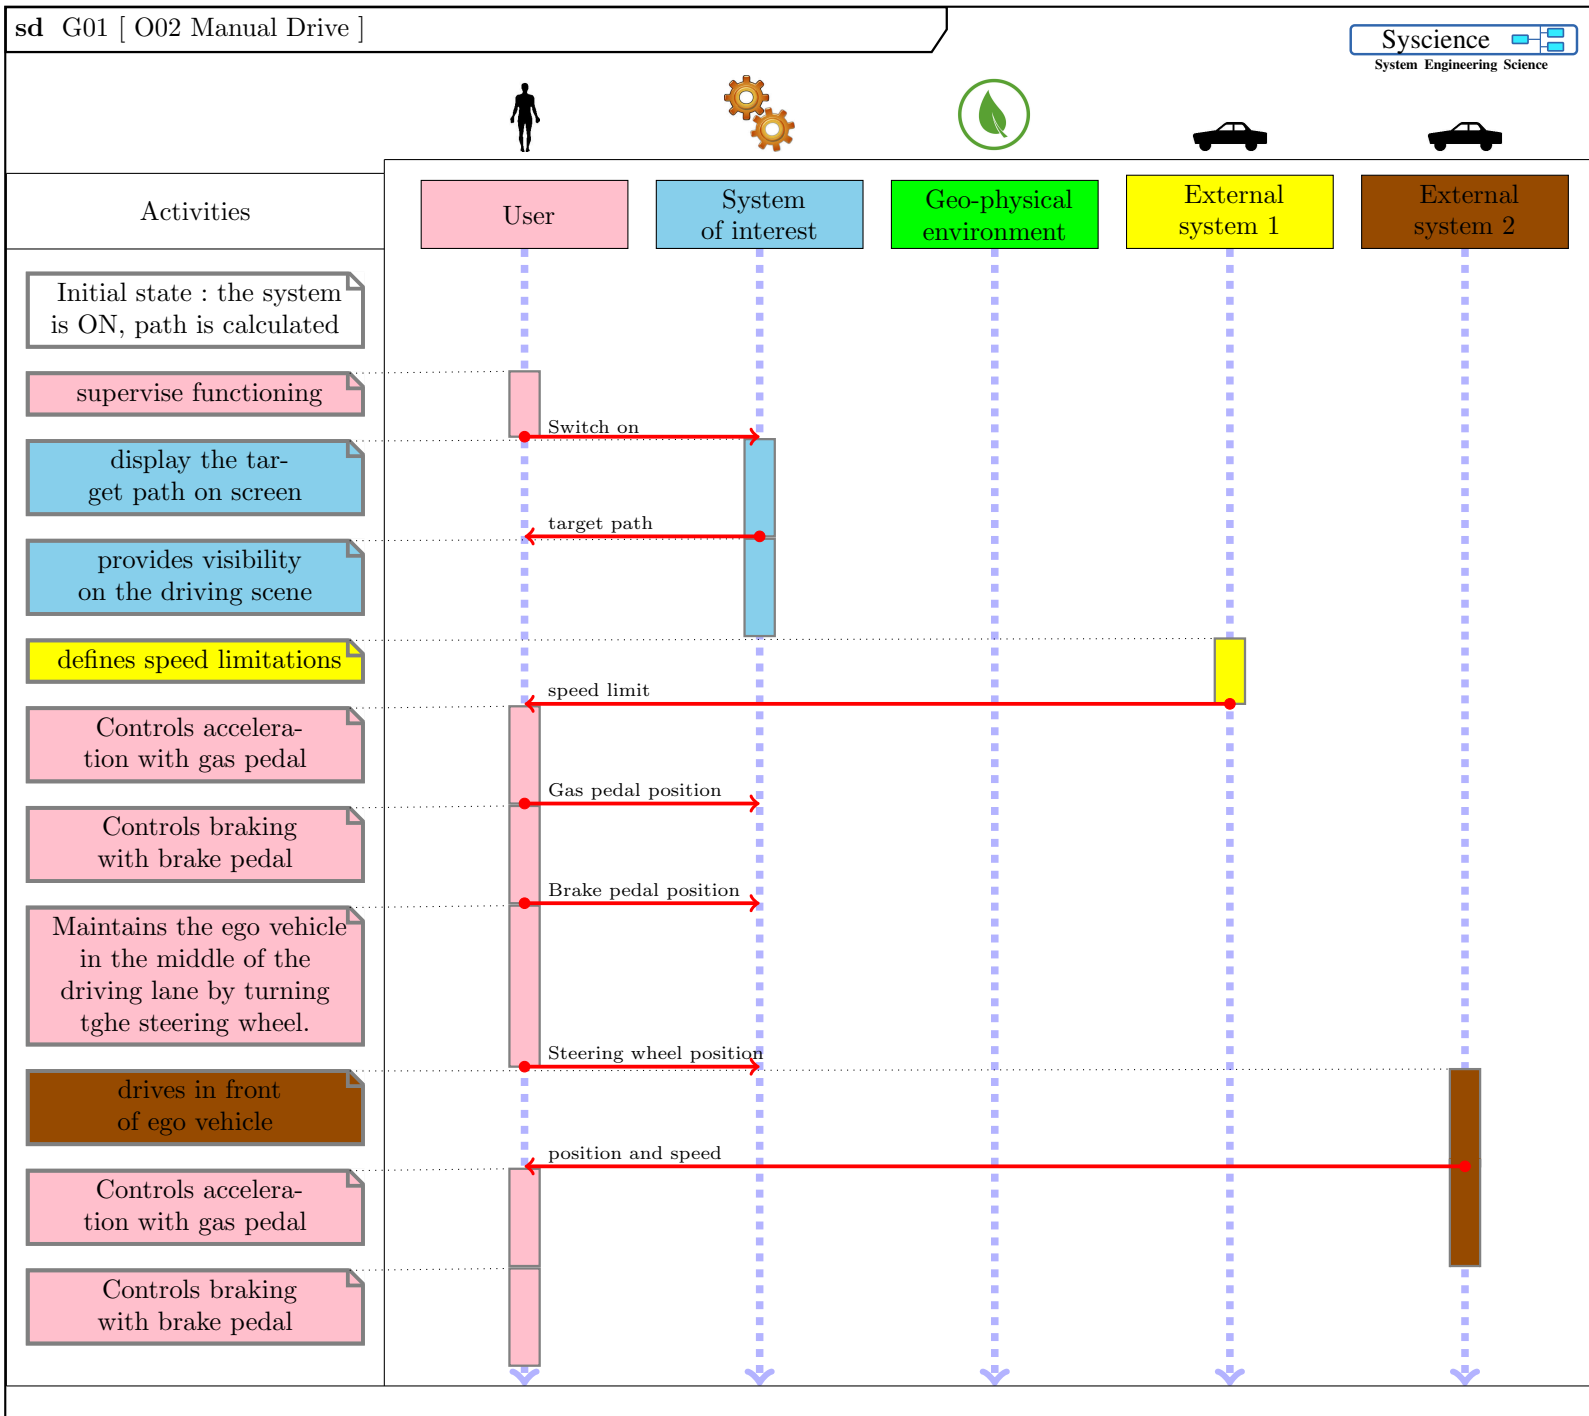 sd G01 [ O02 Manual Drive ]
Syscience
System Engineering Science
Activities
User
System
of interest
Geo-physical
environment
External
system 1
External
system 2
Initial state : the system
is ON, path is calculated
supervise functioning
Switch on
display the tar-
get path on screen
target path
provides visibility
on the driving scene
defines speed limitations
speed limit
Controls accelera-
tion with gas pedal
Gas pedal position
Controls braking
with brake pedal
Brake pedal position
Maintains the ego vehicle
in the middle of the
driving lane by turning
tghe steering wheel.
Steering wheel position
drives in front
of ego vehicle
position and speed
Controls accelera-
tion with gas pedal
Controls braking
with brake pedal